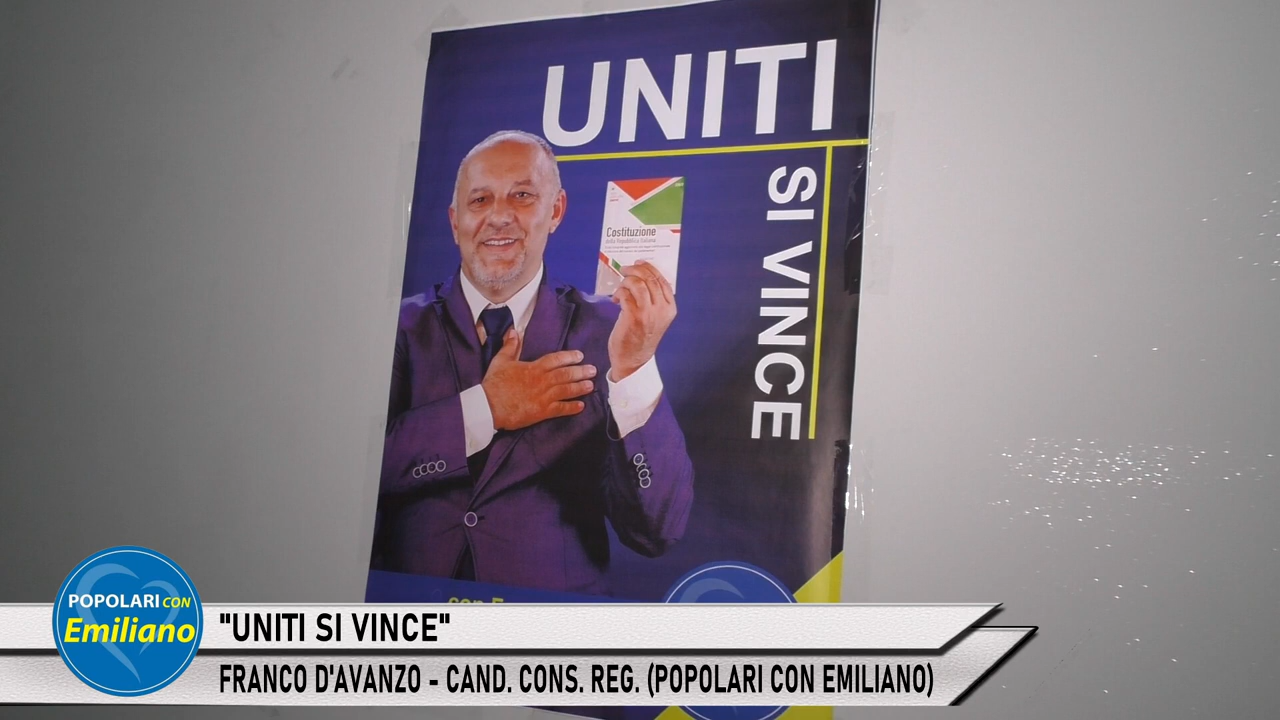 UNITI
SI VINCE
Costituzione
della Repubblica Italiana
con E
POPOLARI CON
Emiliano
"UNITI SI VINCE"
FRANCO D'AVANZO - CAND. CONS. REG. (POPOLARI CON EMILIANO)